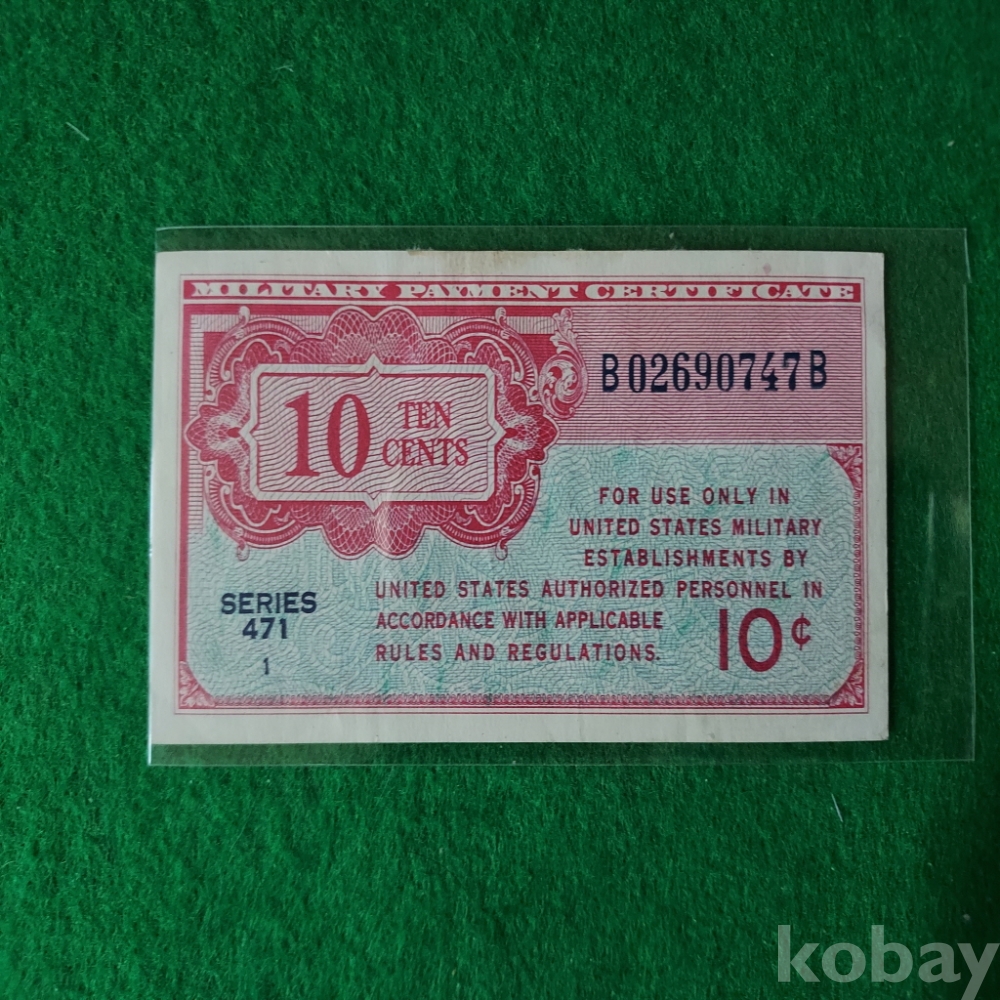 MILITARY PAYMENT CERTIFICATE
B02690747B
10 TEN
CENTS
FOR USE ONLY IN
UNITED STATES MILITARY
ESTABLISHMENTS BY
UNITED STATES AUTHORIZED PERSONNEL IN
ACCORDANCE WITH APPLICABLE
RULES AND REGULATIONS.
10¢
SERIES
471
1
kobay